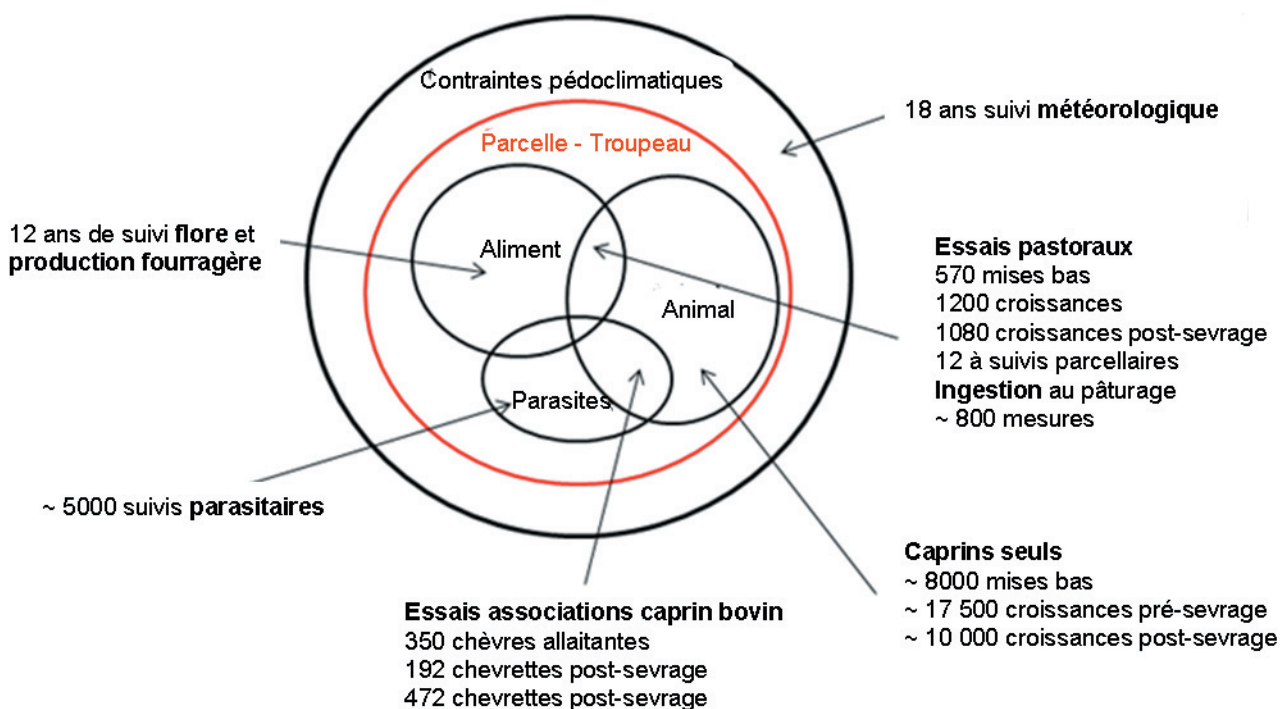 Contraintes pédoclimatiques
18 ans suivi météorologique
Parcelle - Troupeau
12 ans de suivi flore et
production fourragère
Aliment
Animal
Parasites
Essais pastoraux
570 mises bas
1200 croissances
1080 croissances post-sevrage
12 à suivis parcellaires
Ingestion au pâturage
~ 800 mesures
~ 5000 suivis parasitaires
Essais associations caprin bovin
350 chèvres allaitantes
192 chevrettes post-sevrage
472 chevrettes post-sevrage
Caprins seuls
~ 8000 mises bas
~ 17 500 croissances pré-sevrage
~ 10 000 croissances post-sevrage